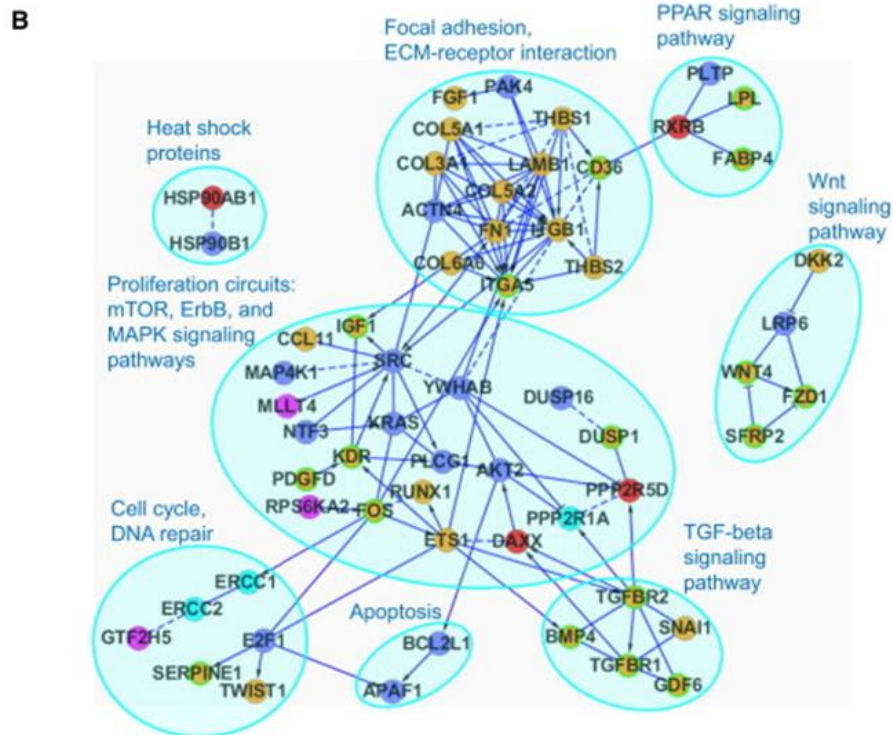 B
Focal adhesion,
ECM-receptor interaction
PPAR signaling
pathway
PLTP
LPL
RXRB
FABP4
FGF1
PAK4
COL5A1
THBS1
COL3A1
LAMB1
CD36
COL5A2
ACTN4
FN1
ITGB1
COL6A6
THBS2
ITGA5
Heat shock
proteins
HSP90AB1
HSP90B1
Wnt
signaling
pathway
DKK2
LRP6
WNT4
FZD1
SFRP2
Proliferation circuits:
mTOR, ErbB, and
MAPK signaling
pathways
IGF1
CCL11
SRC
MAP4K1
YWHAB
DUSP16
MLLT4
NTF3
KRAS
DUSP1
KDR
PLCG1
AKT2
PDGFD
RUNX1
PPP2R5D
RPS6KA2
FOS
PPP2R1A
ETS1
DAXX
Cell cycle,
DNA repair
ERCC1
ERCC2
GTF2H5
E2F1
SERPINE1
TWIST1
Apoptosis
BCL2L1
APAF1
TGF-beta
signaling
pathway
TGFBR2
SNAI1
BMP4
TGFBR1
GDF6